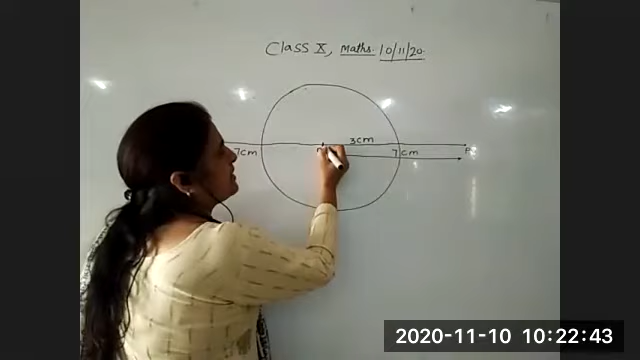 Class X, Maths. 10/11/20.
3cm
7cm
7cm
P
2020-11-10 10:22:43